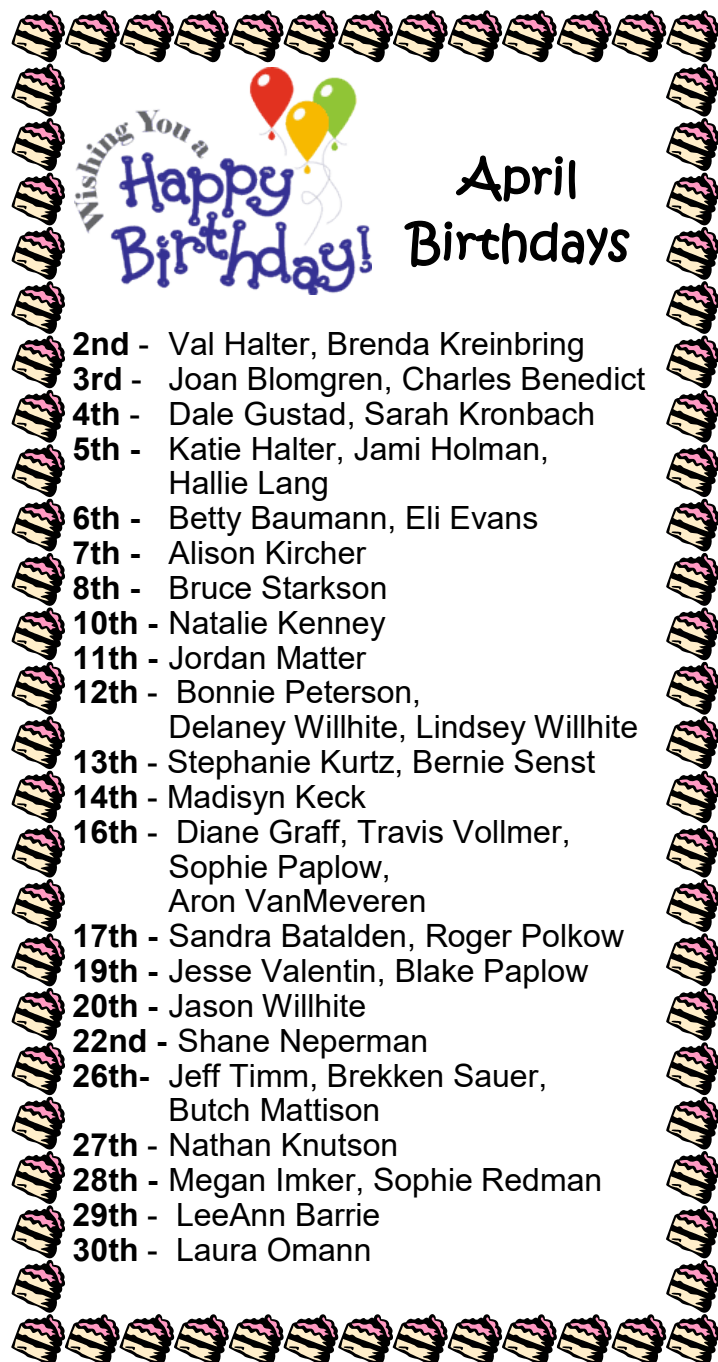 Wishing You a
Happy
Birthday!
April
Birthdays
2nd - Val Halter, Brenda Kreinbring
3rd - Joan Blomgren, Charles Benedict
4th - Dale Gustad, Sarah Kronbach
5th - Katie Halter, Jami Holman,
Hallie Lang
6th - Betty Baumann, Eli Evans
7th - Alison Kircher
8th - Bruce Starkson
10th - Natalie Kenney
11th - Jordan Matter
12th - Bonnie Peterson,
Delaney Willhite, Lindsey Willhite
13th - Stephanie Kurtz, Bernie Senst
14th - Madisyn Keck
16th - Diane Graff, Travis Vollmer,
Sophie Paplow,
Aron VanMeveren
17th - Sandra Batalden, Roger Polkow
19th - Jesse Valentin, Blake Paplow
20th - Jason Willhite
22nd - Shane Neperman
26th- Jeff Timm, Brekken Sauer,
Butch Mattison
27th - Nathan Knutson
28th - Megan Imker, Sophie Redman
29th - LeeAnn Barrie
30th - Laura Omann